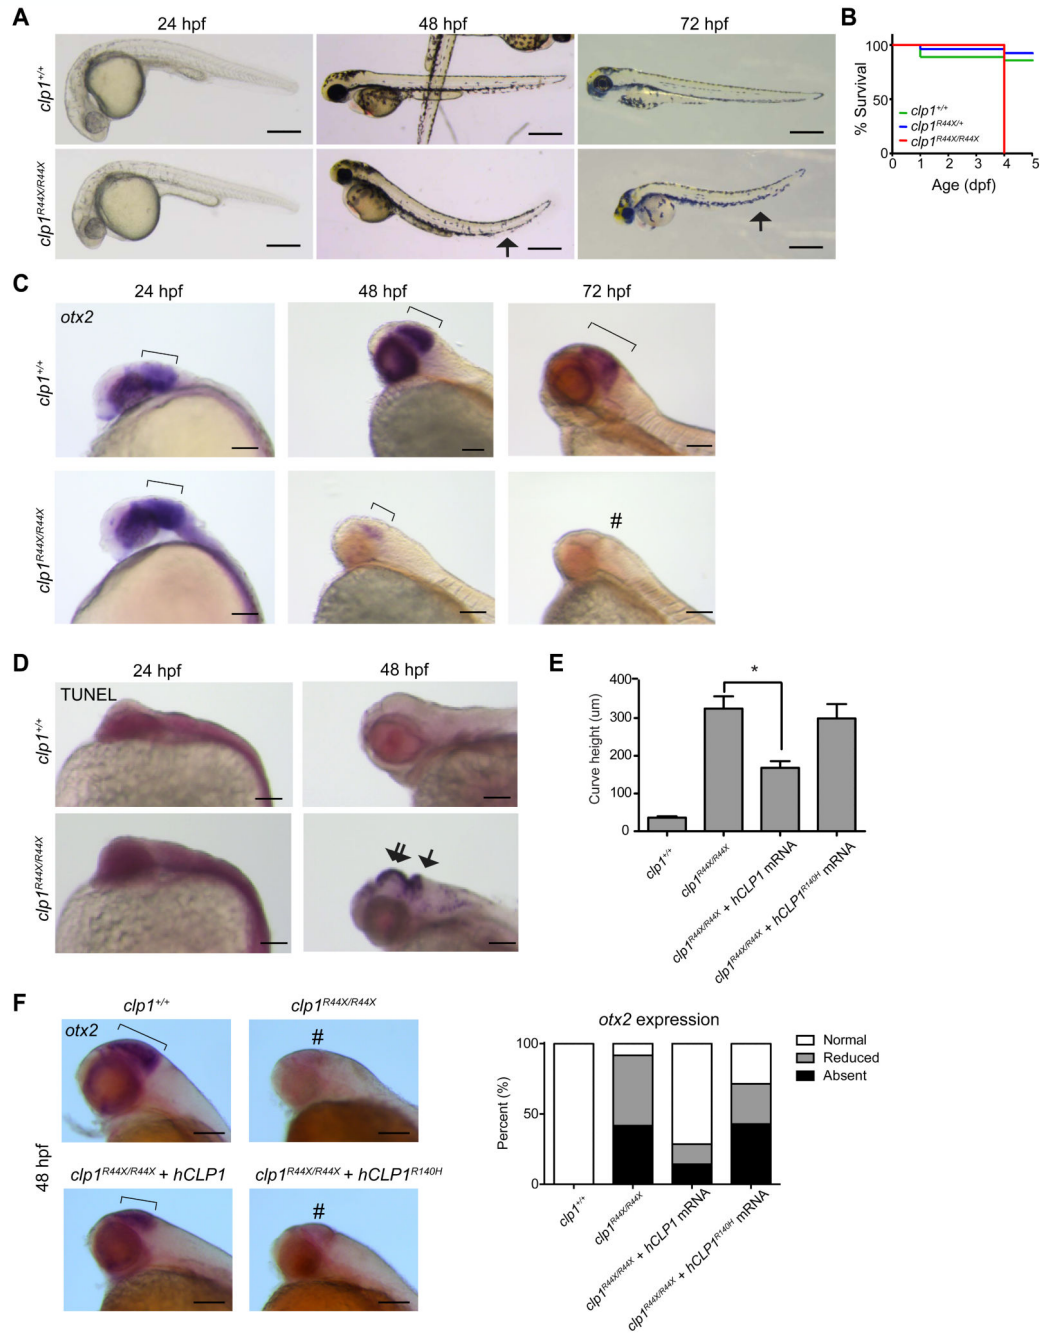 A
24 hpf
48 hpf
72 hpf
clp1+/+
clp1R44X/R44X
B
% Survival
100
50
0
clp1+/+
clp1R44X/+
clp1R44X/R44X
0 1 2 3 4 5
Age (dpf)
C
24 hpf
48 hpf
72 hpf
otx2
clp1+/+
clp1R44X/R44X
#
D
24 hpf
48 hpf
TUNEL
clp1+/+
clp1R44X/R44X
E
*
Curve height (um)
400
300
200
100
0
clp1+/+
clp1R44X/R44X
clp1R44X/R44X + hCLP1 mRNA
clp1R44X/R44X + hCLP1R140H mRNA
F
clp1+/+
clp1R44X/R44X
otx2
#
48 hpf
clp1R44X/R44X + hCLP1
clp1R44X/R44X + hCLP1R140H
#
otx2 expression
Percent (%)
100
50
0
Normal
Reduced
Absent
clp1+/+
clp1R44X/R44X
clp1R44X/R44X + hCLP1 mRNA
clp1R44X/R44X + hCLP1R140H mRNA